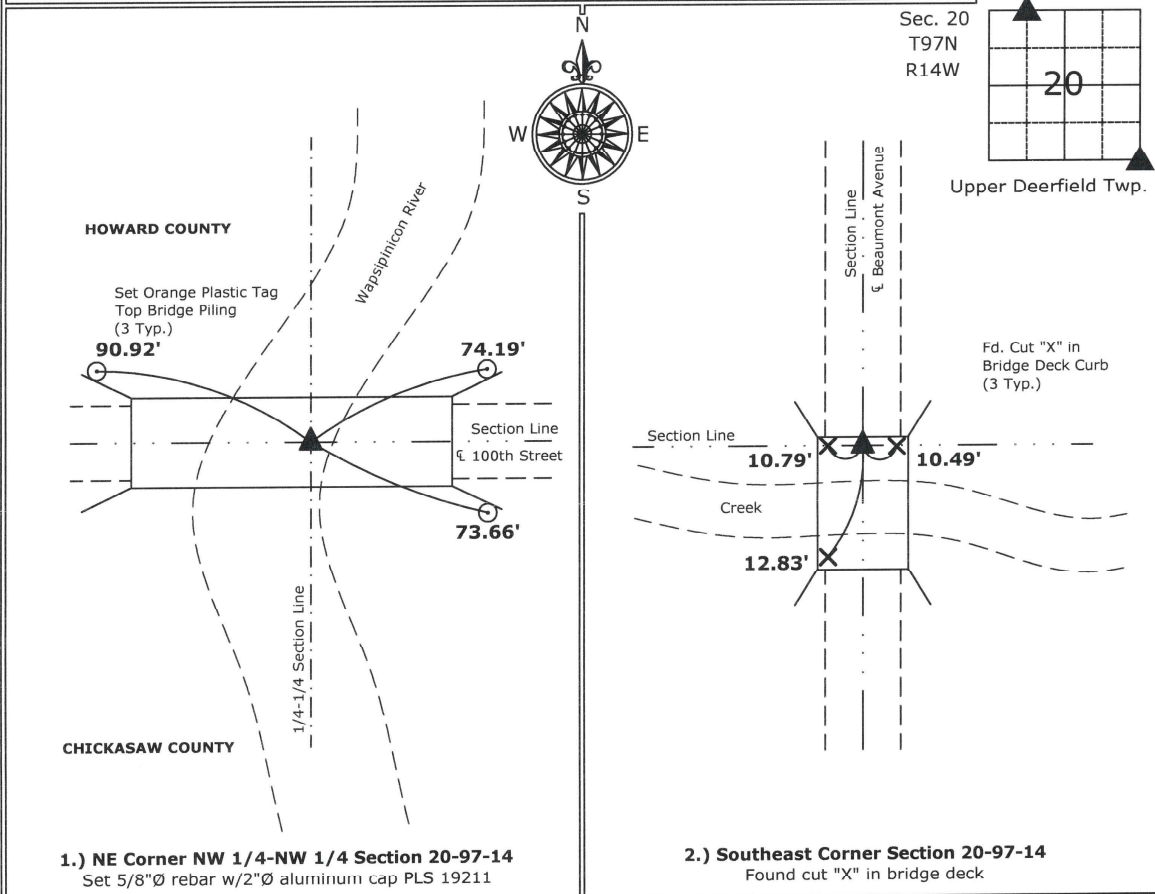 N
W
E
S
Sec. 20
T97N
R14W
20
Upper Deerfield Twp.
HOWARD COUNTY
Wapsipinicon River
Set Orange Plastic Tag
Top Bridge Piling
(3 Typ.)
90.92'
74.19'
Section Line
℄ 100th Street
73.66'
1/4-1/4 Section Line
CHICKASAW COUNTY
1.) NE Corner NW 1/4-NW 1/4 Section 20-97-14
Set 5/8"Ø rebar w/2"Ø aluminum cap PLS 19211
Section Line
℄ Beaumont Avenue
Fd. Cut "X" in
Bridge Deck Curb
(3 Typ.)
Section Line
10.79'
10.49'
Creek
12.83'
2.) Southeast Corner Section 20-97-14
Found cut "X" in bridge deck